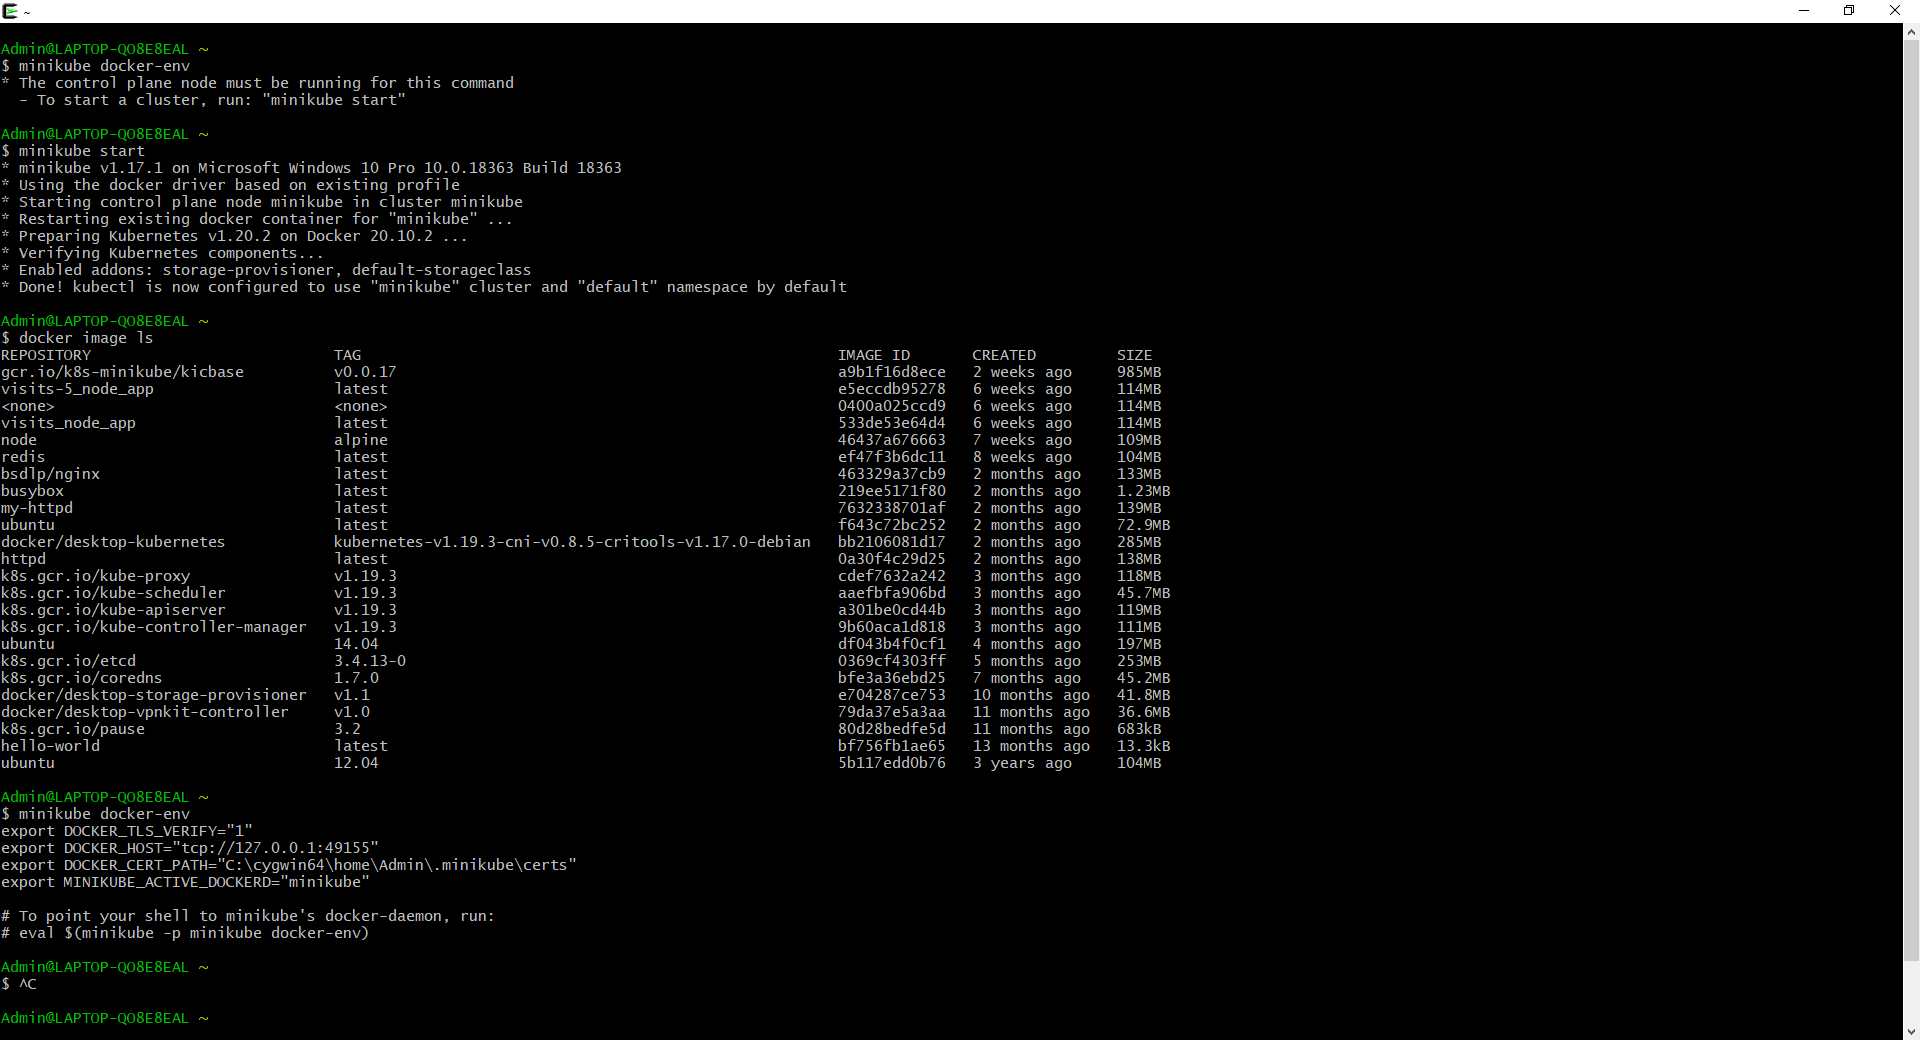 ~
Admin@LAPTOP-QO8E8EAL ~
$ minikube docker-env
* The control plane node must be running for this command
  - To start a cluster, run: "minikube start"

Admin@LAPTOP-QO8E8EAL ~
$ minikube start
* minikube v1.17.1 on Microsoft Windows 10 Pro 10.0.18363 Build 18363
* Using the docker driver based on existing profile
* Starting control plane node minikube in cluster minikube
* Restarting existing docker container for "minikube" ...
* Preparing Kubernetes v1.20.2 on Docker 20.10.2 ...
* Verifying Kubernetes components...
* Enabled addons: storage-provisioner, default-storageclass
* Done! kubectl is now configured to use "minikube" cluster and "default" namespace by default

Admin@LAPTOP-QO8E8EAL ~
$ docker image ls
REPOSITORY TAG IMAGE ID CREATED SIZE
gcr.io/k8s-minikube/kicbase v0.0.17 a9b1f16d8ece 2 weeks ago 985MB
visits-5_node_app latest e5eccdb95278 6 weeks ago 114MB
<none> <none> 0400a025ccd9 6 weeks ago 114MB
visits_node_app latest 533de53e64d4 6 weeks ago 114MB
node alpine 46437a676663 7 weeks ago 109MB
redis latest ef47f3b6dc11 8 weeks ago 104MB
bsdlp/nginx latest 463329a37cb9 2 months ago 133MB
busybox latest 219ee5171f80 2 months ago 1.23MB
my-httpd latest 7632338701af 2 months ago 139MB
ubuntu latest f643c72bc252 2 months ago 72.9MB
docker/desktop-kubernetes kubernetes-v1.19.3-cni-v0.8.5-critools-v1.17.0-debian bb2106081d17 2 months ago 285MB
httpd latest 0a30f4c29d25 2 months ago 138MB
k8s.gcr.io/kube-proxy v1.19.3 cdef7632a242 3 months ago 118MB
k8s.gcr.io/kube-scheduler v1.19.3 aaefbfa906bd 3 months ago 45.7MB
k8s.gcr.io/kube-apiserver v1.19.3 a301be0cd44b 3 months ago 119MB
k8s.gcr.io/kube-controller-manager v1.19.3 9b60aca1d818 3 months ago 111MB
ubuntu 14.04 df043b4f0cf1 4 months ago 197MB
k8s.gcr.io/etcd 3.4.13-0 0369cf4303ff 5 months ago 253MB
k8s.gcr.io/coredns 1.7.0 bfe3a36ebd25 7 months ago 45.2MB
docker/desktop-storage-provisioner v1.1 e704287ce753 10 months ago 41.8MB
docker/desktop-vpnkit-controller v1.0 79da37e5a3aa 11 months ago 36.6MB
k8s.gcr.io/pause 3.2 80d28bedfe5d 11 months ago 683kB
hello-world latest bf756fb1ae65 13 months ago 13.3kB
ubuntu 12.04 5b117edd0b76 3 years ago 104MB

Admin@LAPTOP-QO8E8EAL ~
$ minikube docker-env
export DOCKER_TLS_VERIFY="1"
export DOCKER_HOST="tcp://127.0.0.1:49155"
export DOCKER_CERT_PATH="C:\cygwin64\home\Admin\.minikube\certs"
export MINIKUBE_ACTIVE_DOCKERD="minikube"

# To point your shell to minikube's docker-daemon, run:
# eval $(minikube -p minikube docker-env)

Admin@LAPTOP-QO8E8EAL ~
$ ^C

Admin@LAPTOP-QO8E8EAL ~